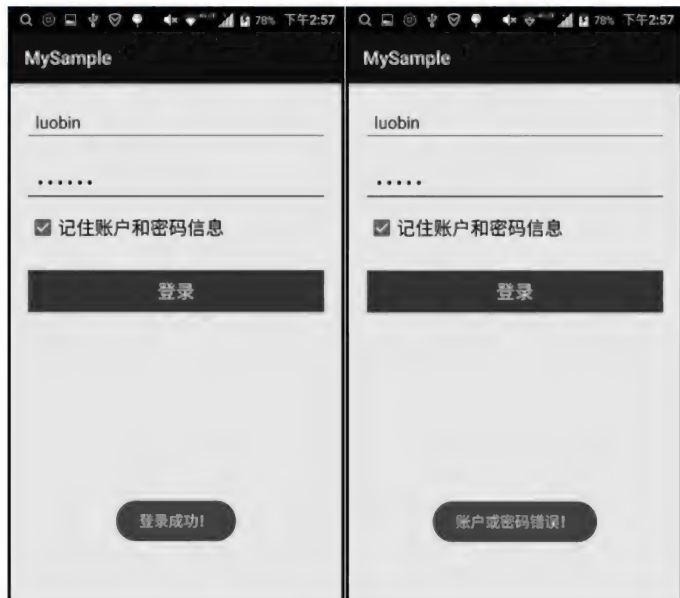 78% 下午2:57
MySample
luobin
••••••
记住账户和密码信息
登录
登录成功!
78% 下午2:57
MySample
luobin
•••••
记住账户和密码信息
登录
账户或密码错误!